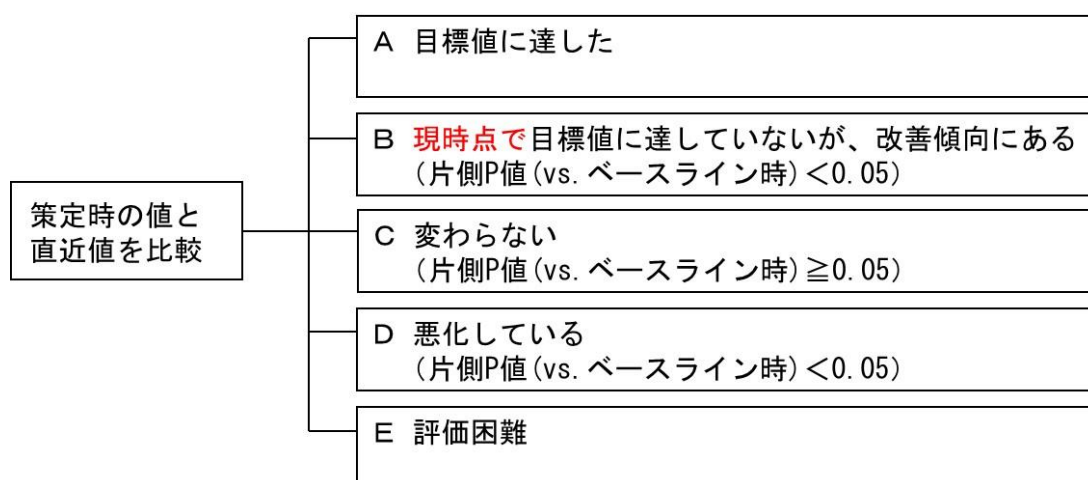 策定時の値と
直近値を比較
A 目標値に達した
B 現時点で目標値に達していないが、改善傾向にある
(片側P値(vs. ベースライン時)<0.05)
C 変わらない
(片側P値(vs. ベースライン時)≧0.05)
D 悪化している
(片側P値(vs. ベースライン時)<0.05)
E 評価困難